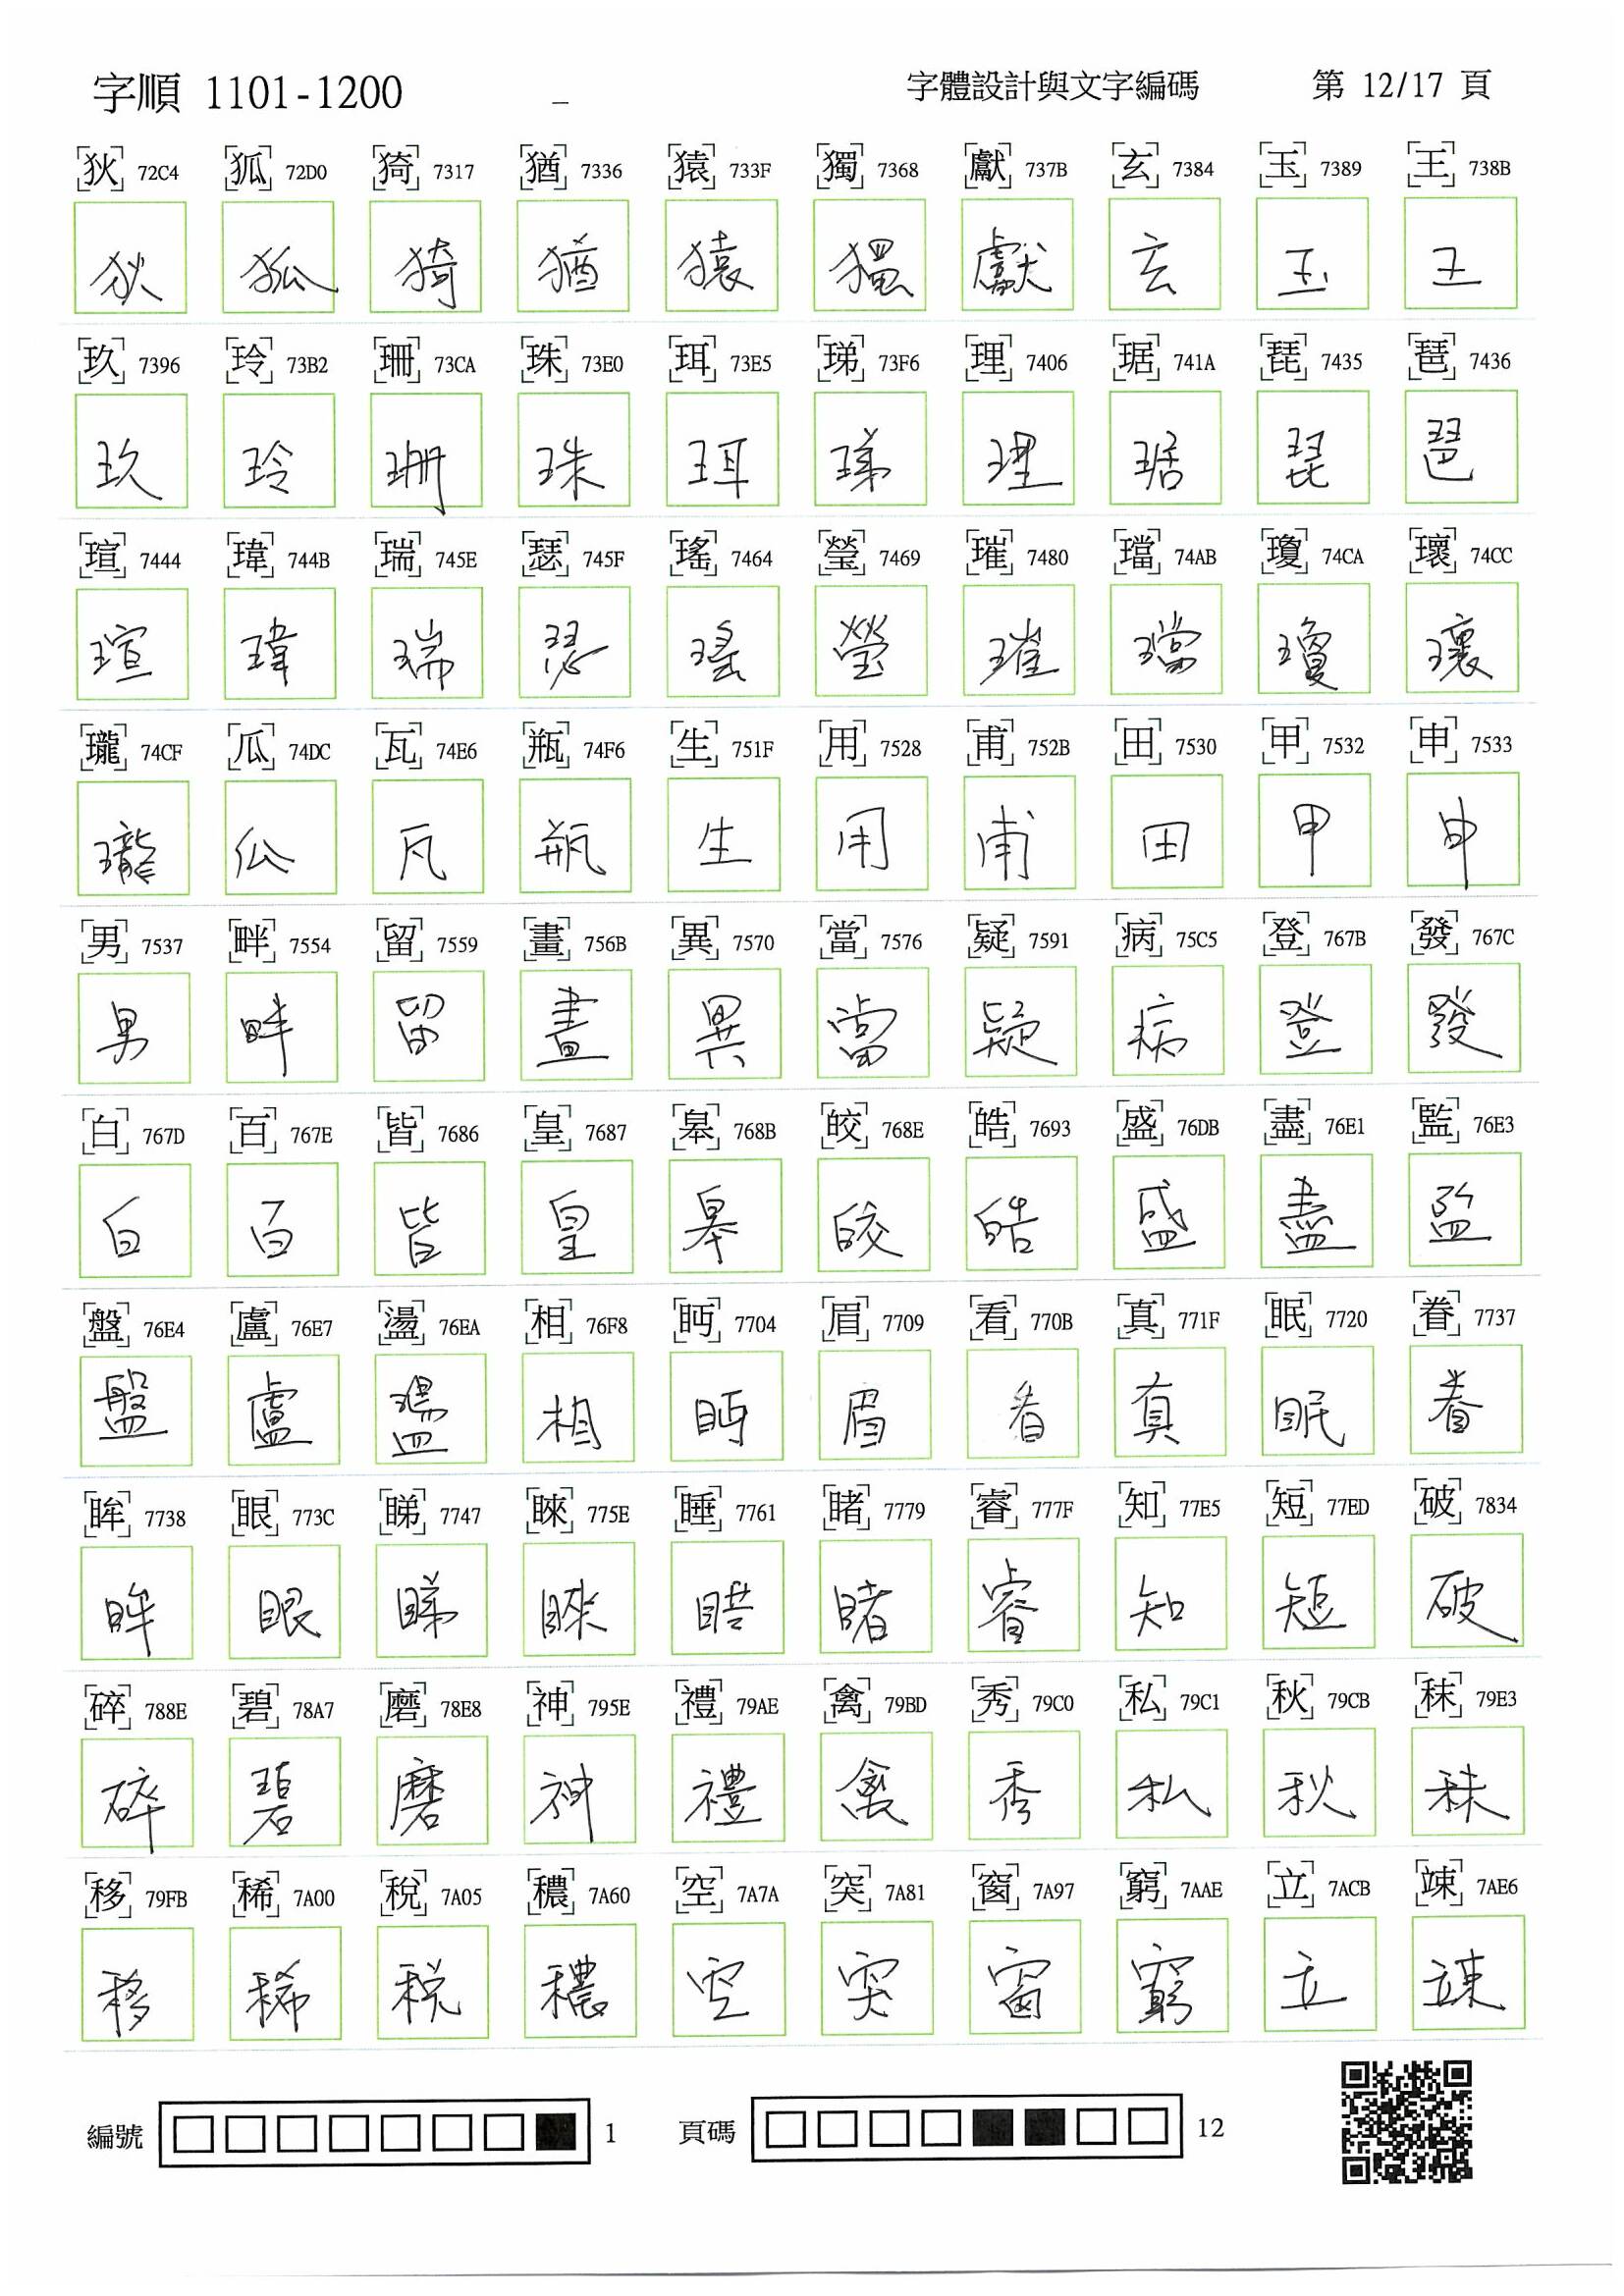 字順 1101-1200 字體設計與文字編碼 第 12/17 頁
狄 72C4 狐 72D0 猗 7317 猶 7336 猿 733F 獨 7368 獻 737B 玄 7384 玉 7389 王 738B
狄 狐 猗 猶 猿 獨 獻 玄 玉 王
玖 7396 玲 73B2 珊 73CA 珠 73E0 珥 73E5 珶 73F6 理 7406 琚 741A 琵 7435 琶 7436
玖 玲 珊 珠 珥 珶 理 琚 琵 琶
瑄 7444 瑋 744B 瑞 745E 瑟 745F 瑤 7464 瑩 7469 璀 7480 璫 74AB 瓊 74CA 瓌 74CC
瑄 瑋 瑞 瑟 瑤 瑩 璀 璫 瓊 瓌
瓏 74CF 瓜 74DC 瓦 74E6 瓶 74F6 生 751F 用 7528 甫 752B 田 7530 甲 7532 申 7533
瓏 瓜 瓦 瓶 生 用 甫 田 甲 申
男 7537 畔 7554 留 7559 畫 756B 異 7570 當 7576 疑 7591 病 75C5 登 767B 發 767C
男 畔 留 畫 異 當 疑 病 登 發
白 767D 百 767E 皆 7686 皇 7687 皋 768B 皎 768E 皓 7693 盛 76DB 盡 76E1 監 76E3
白 百 皆 皇 皋 皎 皓 盛 盡 監
盤 76E4 盧 76E7 盪 76EA 相 76F8 眄 7704 眉 7709 看 770B 真 771F 眠 7720 眷 7737
盤 盧 盪 相 眄 眉 看 真 眠 眷
眸 7738 眼 773C 睇 7747 睞 775E 睡 7761 睹 7779 睿 777F 知 77E5 短 77ED 破 7834
眸 眼 睇 睞 睹 睿 知 短 破
碎 788E 碧 78A7 磨 78E8 神 795E 禮 79AE 禽 79BD 秀 79C0 私 79C1 秋 79CB 秣 79E3
碎 碧 磨 神 禮 禽 秀 私 秋 秣
移 79FB 稀 7A00 稅 7A05 穠 7A60 空 7A7A 突 7A81 窗 7A97 窮 7AAE 立 7ACB 竦 7AE6
移 稀 稅 穠 空 突 窗 窮 立 竦
編號 1 頁碼 12